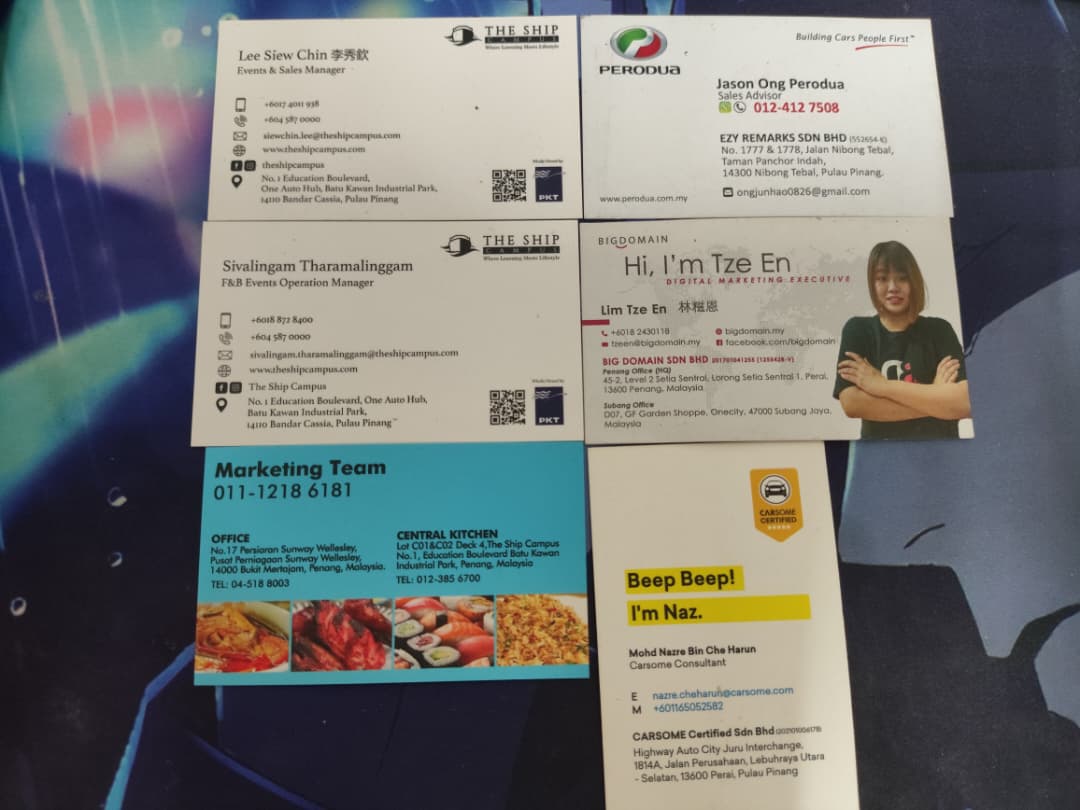 THE SHIP
CAMPUS
Where Learning Meets Lifestyle
Lee Siew Chin 李秀欽
Events & Sales Manager
+6017 4011 938
+604 587 0000
siewchin.lee@theshipcampus.com
www.theshipcampus.com
theshipcampus
No. 1 Education Boulevard,
One Auto Hub, Batu Kawan Industrial Park,
14110 Bandar Cassia, Pulau Pinang
PKT
PERODUA
Building Cars People First™
Jason Ong Perodua
Sales Advisor
012-412 7508
EZY REMARKS SDN BHD (552654-K)
No. 1777 & 1778, Jalan Nibong Tebal,
Taman Panchor Indah,
14300 Nibong Tebal, Pulau Pinang.
www.perodua.com.my
ongjunhao0826@gmail.com
THE SHIP
CAMPUS
Where Learning Meets Lifestyle
Sivalingam Tharamalinggam
F&B Events Operation Manager
+6018 872 8400
+604 587 0000
sivalingam.tharamalinggam@theshipcampus.com
www.theshipcampus.com
The Ship Campus
No. 1 Education Boulevard, One Auto Hub,
Batu Kawan Industrial Park,
14110 Bandar Cassia, Pulau Pinang
PKT
BIGDOMAIN
Hi, I'm Tze En
DIGITAL MARKETING EXECUTIVE
Lim Tze En 林糍恩
+6018 2430118
bigdomain.my
tzeen@bigdomain.my
facebook.com/bigdomain
BIG DOMAIN SDN BHD 201701041255 (1255428-V)
Penang Office (HQ)
45-2, Level 2 Setia Sentral, Lorong Setia Sentral 1, Perai,
13600 Penang, Malaysia
Subang Office
D07, GF Garden Shoppe, Onecity, 47000 Subang Jaya,
Malaysia
Marketing Team
011-1218 6181
OFFICE
No.17 Persiaran Sunway Wellesley,
Pusat Perniagaan Sunway Wellesley,
14000 Bukit Mertajam, Penang, Malaysia.
TEL: 04-518 8003
CENTRAL KITCHEN
Lot C01&C02 Deck 4,The Ship Campus
No.1, Education Boulevard Batu Kawan
Industrial Park, Penang, Malaysia
TEL: 012-385 6700
CARSOME
CERTIFIED
Beep Beep!
I'm Naz.
Mohd Nazre Bin Che Harun
Carsome Consultant
E nazre.cheharun@carsome.com
M +601165052582
CARSOME Certified Sdn Bhd
Highway Auto City Juru Interchange,
1814A, Jalan Perusahaan, Lebuhraya Utara
- Selatan, 13600 Perai, Pulau Pinang